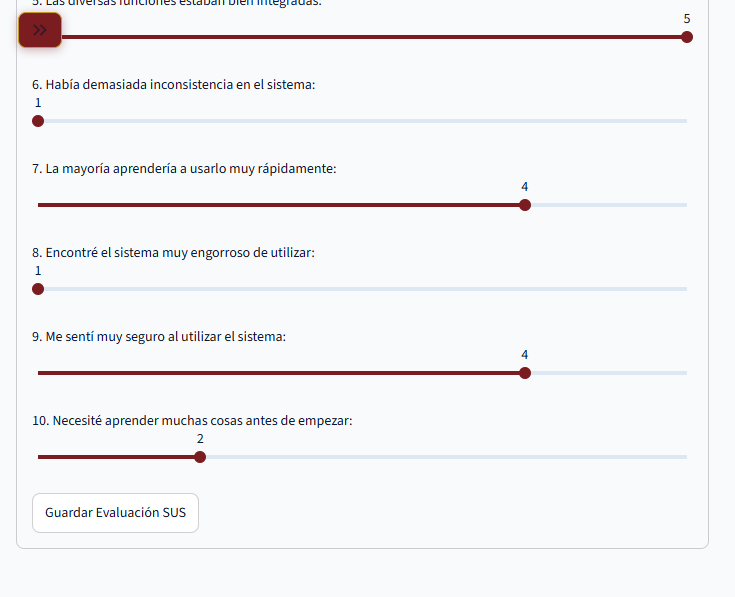 5. Las diversas funciones estaban bien integradas:
5
6. Había demasiada inconsistencia en el sistema:
1
7. La mayoría aprendería a usarlo muy rápidamente:
4
8. Encontré el sistema muy engorroso de utilizar:
1
9. Me sentí muy seguro al utilizar el sistema:
4
10. Necesité aprender muchas cosas antes de empezar:
2
Guardar Evaluación SUS